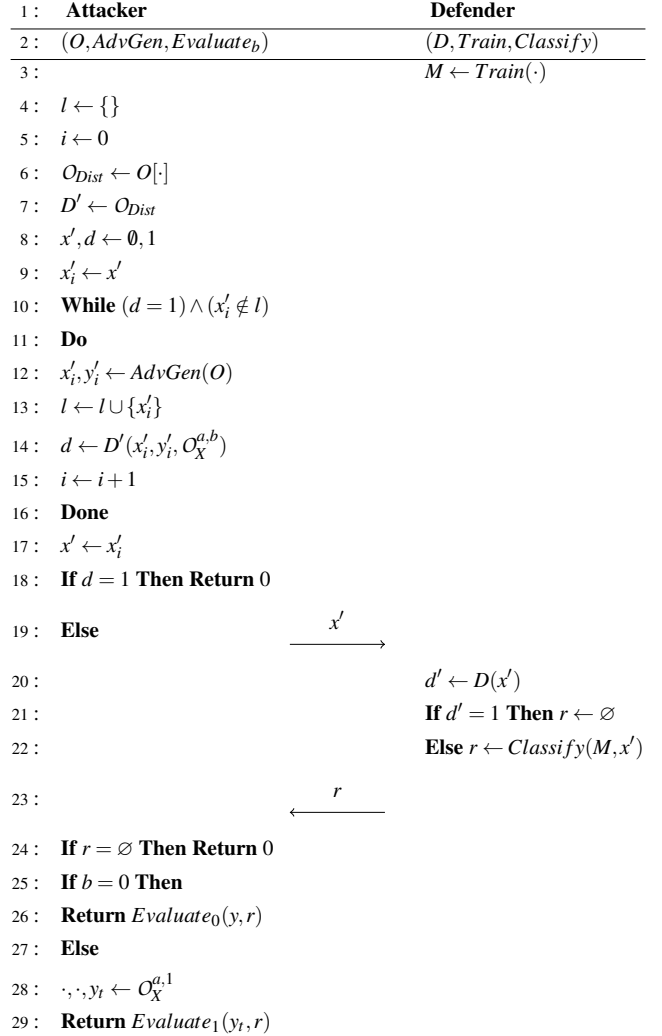 1 : Attacker Defender
2 : (O, AdvGen, Evaluate_b) (D, Train, Classify)
3 : M ← Train(·)
4 : l ← {}
5 : i ← 0
6 : 𝒪_Dist ← O[·]
7 : D′ ← 𝒪_Dist
8 : x′, d ← ∅, 1
9 : x′_i ← x′
10 : While (d = 1) ∧ (x′_i ∉ l)
11 : Do
12 : x′_i, y′_i ← AdvGen(O)
13 : l ← l ∪ {x′_i}
14 : d ← D′(x′_i, y′_i, 𝒪_X^{a,b})
15 : i ← i + 1
16 : Done
17 : x′ ← x′_i
18 : If d = 1 Then Return 0
19 : Else x′ →
20 : d′ ← D(x′)
21 : If d′ = 1 Then r ← ∅
22 : Else r ← Classify(M, x′)
23 : r ←
24 : If r = ∅ Then Return 0
25 : If b = 0 Then
26 : Return Evaluate_0(y, r)
27 : Else
28 : ·, ·, y_t ← 𝒪_X^{a,1}
29 : Return Evaluate_1(y_t, r)